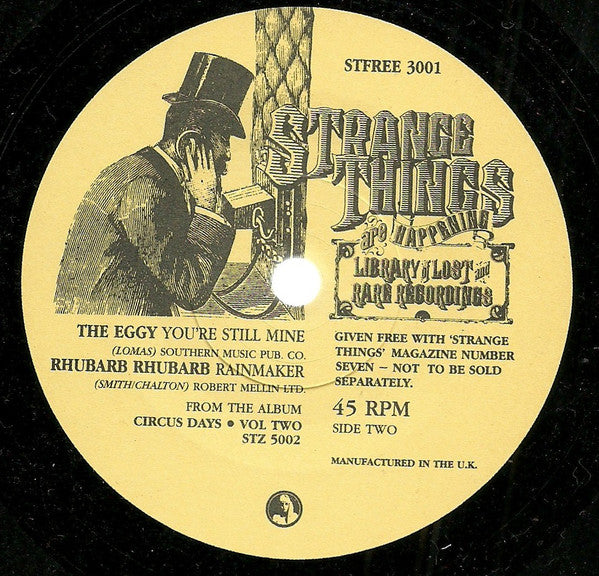 STFREE 3001
STRANGE
THINGS
are HAPPENING
LIBRARY of LOST and
RARE RECORDINGS
THE EGGY YOU'RE STILL MINE
(LOMAS) SOUTHERN MUSIC PUB. CO.
RHUBARB RHUBARB RAINMAKER
(SMITH/CHALTON) ROBERT MELLIN LTD.
FROM THE ALBUM
CIRCUS DAYS • VOL TWO
STZ 5002
GIVEN FREE WITH 'STRANGE
THINGS' MAGAZINE NUMBER
SEVEN – NOT TO BE SOLD
SEPARATELY.
45 RPM
SIDE TWO
MANUFACTURED IN THE U.K.